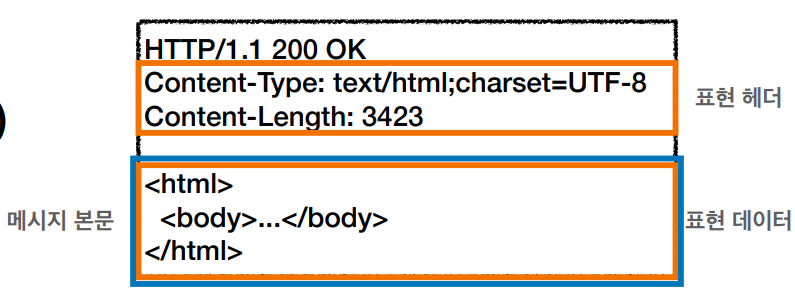 HTTP/1.1 200 OK
Content-Type: text/html;charset=UTF-8
Content-Length: 3423
표현 헤더
<html>
<body>...</body>
</html>
메시지 본문
표현 데이터